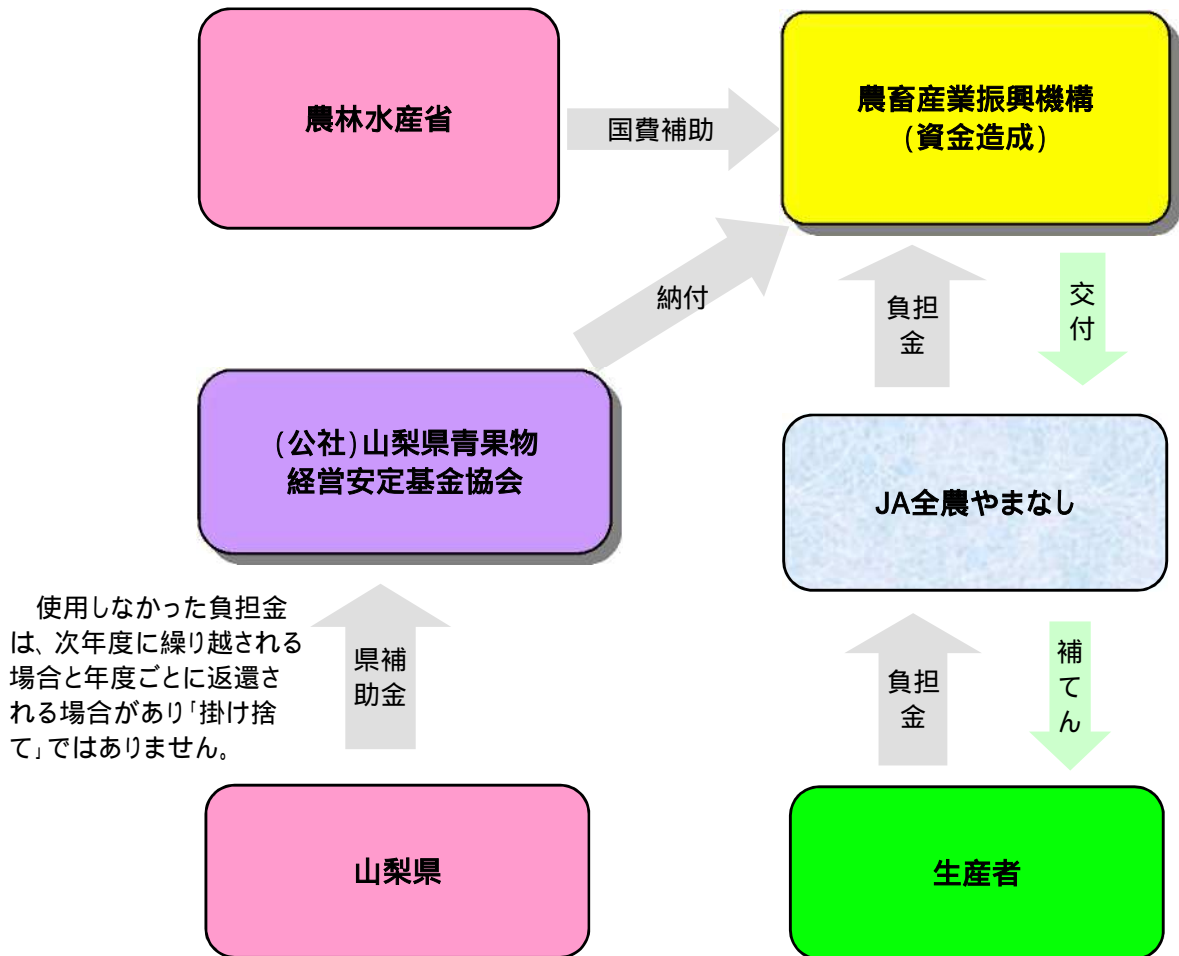 農林水産省
国費補助
農畜産業振興機構
(資金造成)
納付
負担
金
交
付
(公社)山梨県青果物
経営安定基金協会
JA全農やまなし
　使用しなかった負担金
は、次年度に繰り越される
場合と年度ごとに返還さ
れる場合があり「掛け捨
て」ではありません。
県補
助金
負担
金
補
て
ん
山梨県
生産者